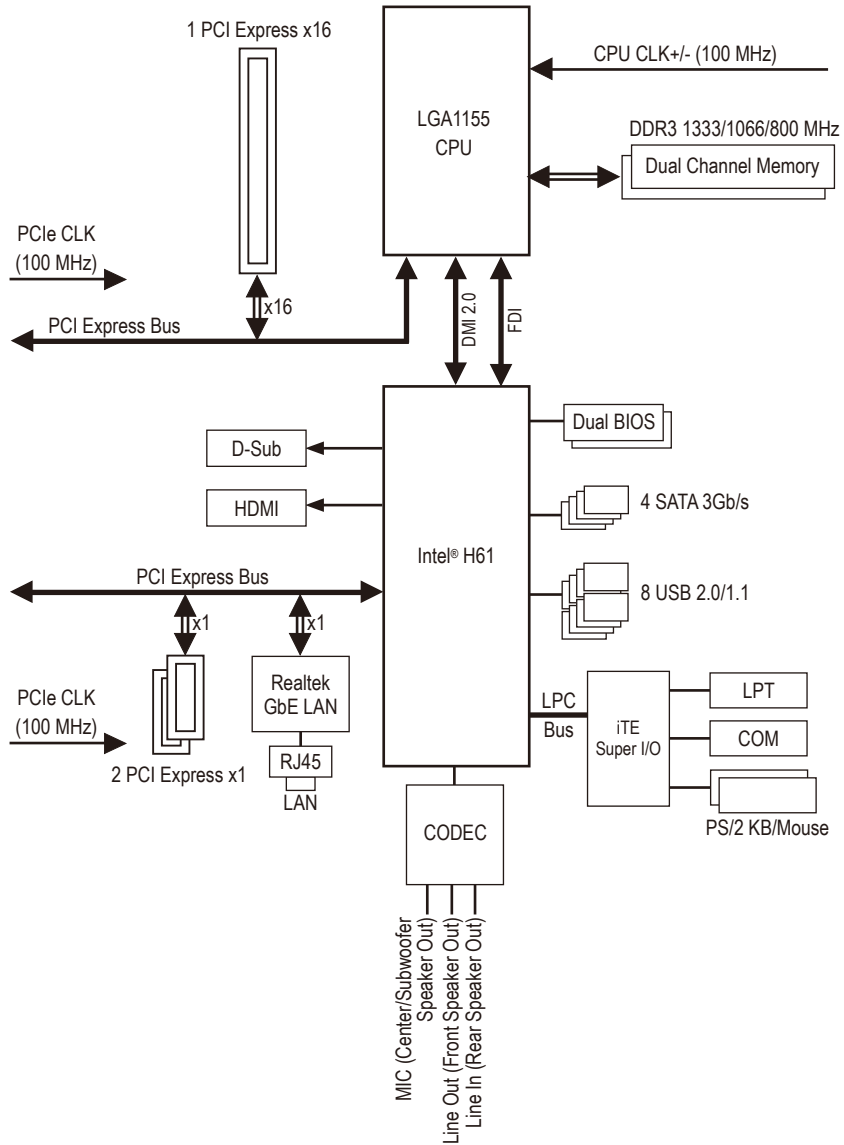 1 PCI Express x16
CPU CLK+/- (100 MHz)
LGA1155
CPU
DDR3 1333/1066/800 MHz
Dual Channel Memory
PCIe CLK
(100 MHz)
x16
PCI Express Bus
DMI 2.0
FDI
Dual BIOS
D-Sub
HDMI
4 SATA 3Gb/s
Intel® H61
PCI Express Bus
8 USB 2.0/1.1
x1
x1
Realtek
GbE LAN
PCIe CLK
(100 MHz)
RJ45
LAN
2 PCI Express x1
LPC
Bus
iTE
Super I/O
LPT
COM
PS/2 KB/Mouse
CODEC
MIC (Center/Subwoofer
Speaker Out)
Line Out (Front Speaker Out)
Line In (Rear Speaker Out)